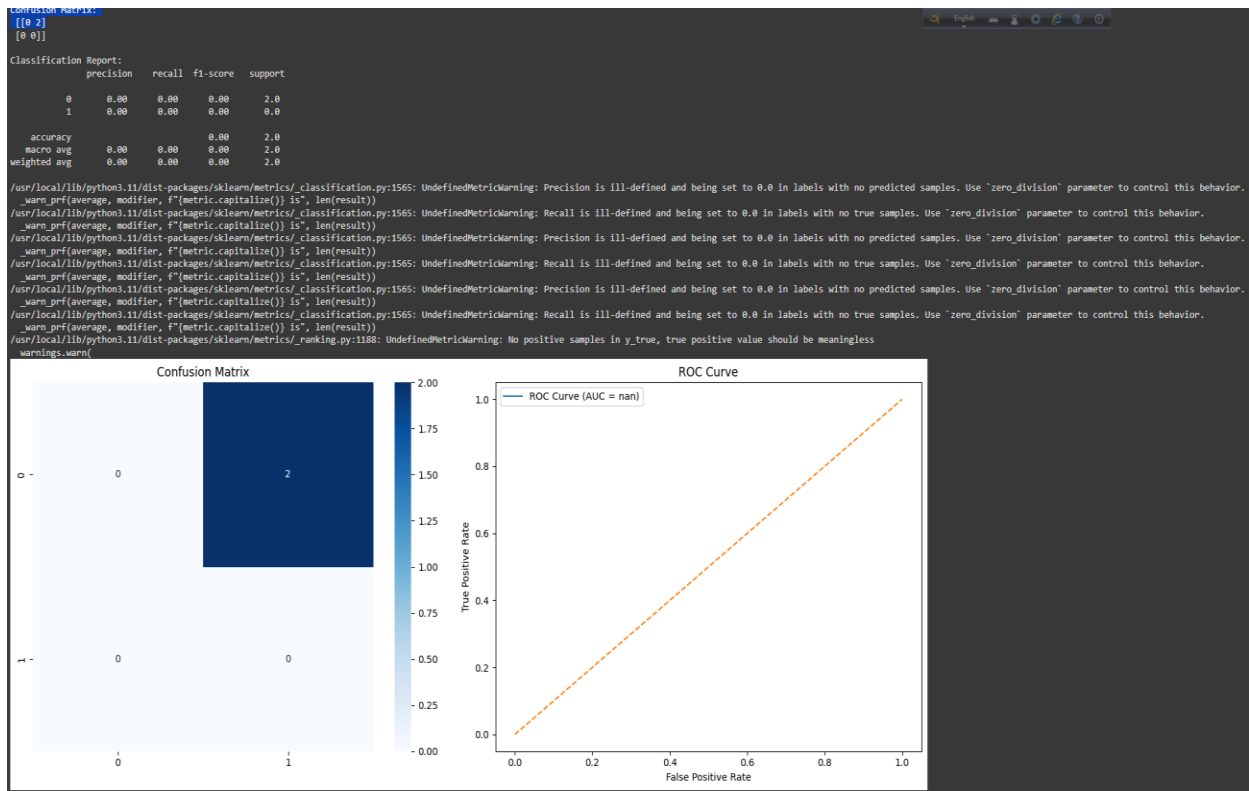 Confusion Matrix:
[[0 2]
[0 0]]
English
Classification Report:
precision recall f1-score support
0 0.00 0.00 0.00 2.0
1 0.00 0.00 0.00 0.0
accuracy 0.00 2.0
macro avg 0.00 0.00 0.00 2.0
weighted avg 0.00 0.00 0.00 2.0
/usr/local/lib/python3.11/dist-packages/sklearn/metrics/_classification.py:1565: UndefinedMetricWarning: Precision is ill-defined and being set to 0.0 in labels with no predicted samples. Use `zero_division` parameter to control this behavior.
_warn_prf(average, modifier, f"{metric.capitalize()} is", len(result))
/usr/local/lib/python3.11/dist-packages/sklearn/metrics/_classification.py:1565: UndefinedMetricWarning: Recall is ill-defined and being set to 0.0 in labels with no true samples. Use `zero_division` parameter to control this behavior.
_warn_prf(average, modifier, f"{metric.capitalize()} is", len(result))
/usr/local/lib/python3.11/dist-packages/sklearn/metrics/_classification.py:1565: UndefinedMetricWarning: Precision is ill-defined and being set to 0.0 in labels with no predicted samples. Use `zero_division` parameter to control this behavior.
_warn_prf(average, modifier, f"{metric.capitalize()} is", len(result))
/usr/local/lib/python3.11/dist-packages/sklearn/metrics/_classification.py:1565: UndefinedMetricWarning: Recall is ill-defined and being set to 0.0 in labels with no true samples. Use `zero_division` parameter to control this behavior.
_warn_prf(average, modifier, f"{metric.capitalize()} is", len(result))
/usr/local/lib/python3.11/dist-packages/sklearn/metrics/_classification.py:1565: UndefinedMetricWarning: Precision is ill-defined and being set to 0.0 in labels with no predicted samples. Use `zero_division` parameter to control this behavior.
_warn_prf(average, modifier, f"{metric.capitalize()} is", len(result))
/usr/local/lib/python3.11/dist-packages/sklearn/metrics/_classification.py:1565: UndefinedMetricWarning: Recall is ill-defined and being set to 0.0 in labels with no true samples. Use `zero_division` parameter to control this behavior.
_warn_prf(average, modifier, f"{metric.capitalize()} is", len(result))
/usr/local/lib/python3.11/dist-packages/sklearn/metrics/_ranking.py:1188: UndefinedMetricWarning: No positive samples in y_true, true positive value should be meaningless
warnings.warn(
Confusion Matrix
0
1
0 2
0 0
0 1
2.00
1.75
1.50
1.25
1.00
0.75
0.50
0.25
0.00
ROC Curve
ROC Curve (AUC = nan)
True Positive Rate
1.0
0.8
0.6
0.4
0.2
0.0
0.0 0.2 0.4 0.6 0.8 1.0
False Positive Rate